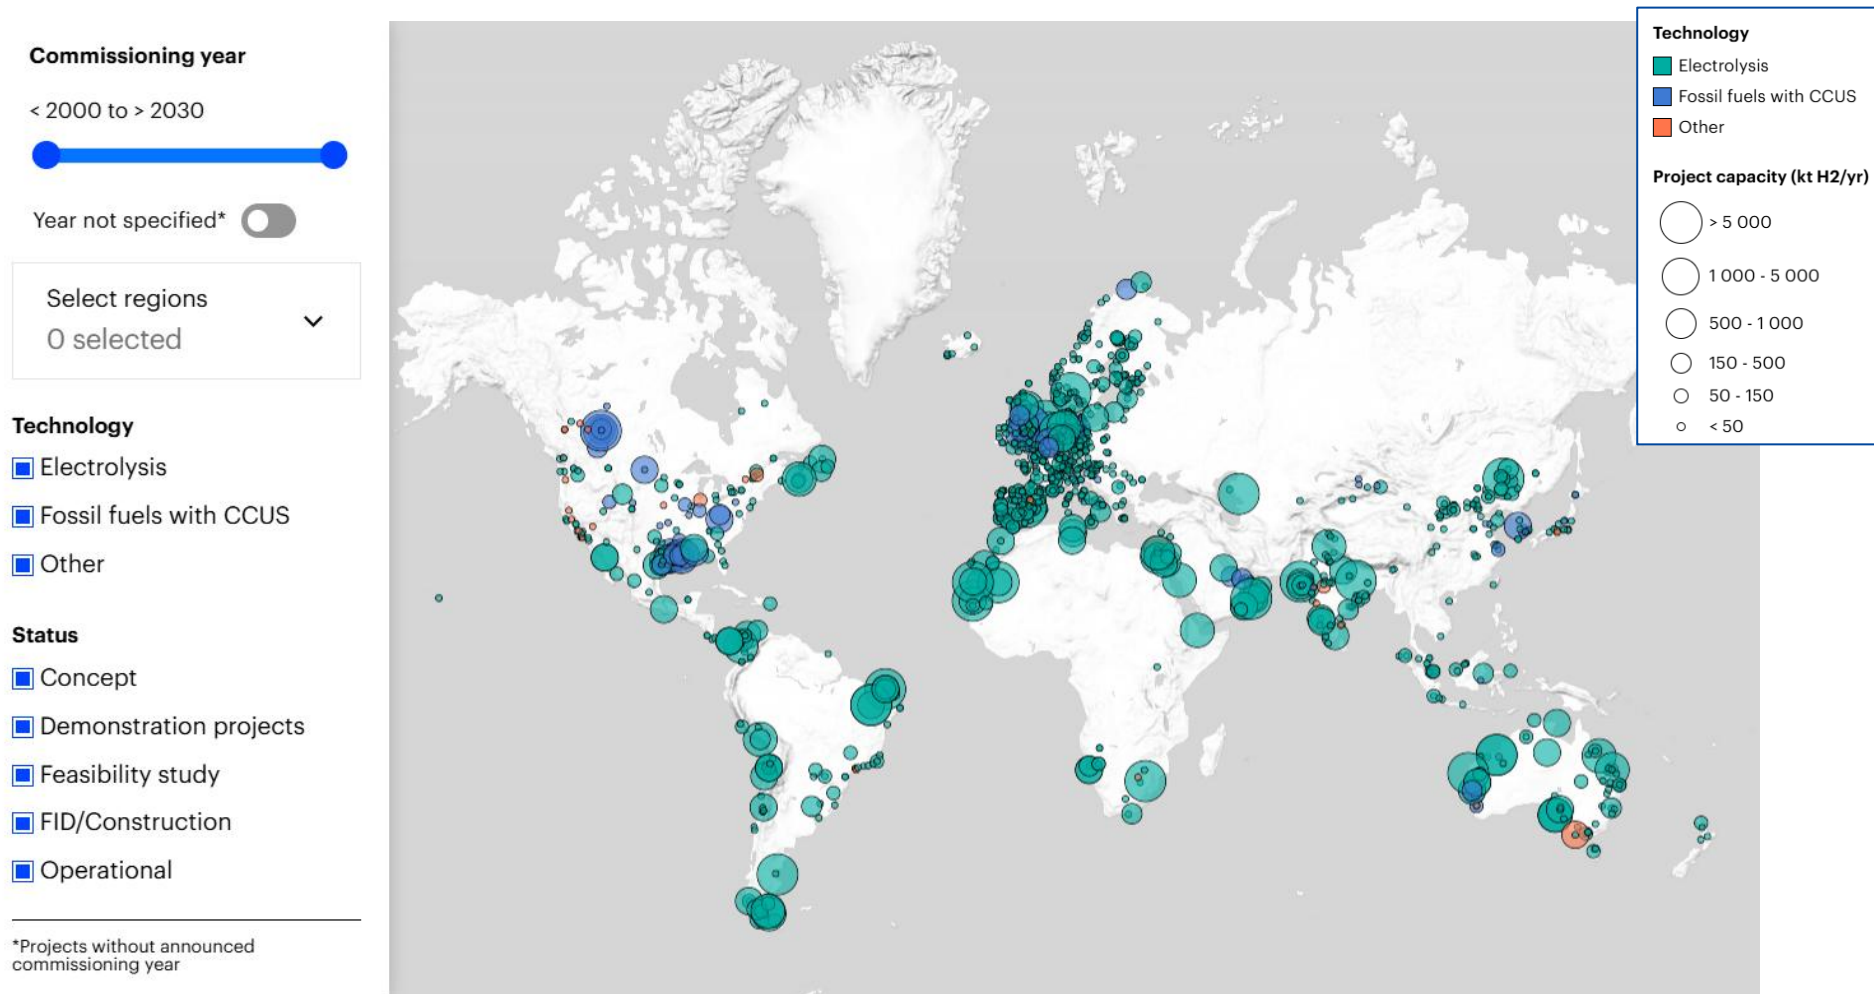 Commissioning year
< 2000 to > 2030
Year not specified*
Select regions
0 selected
Technology
Electrolysis
Fossil fuels with CCUS
Other
Status
Concept
Demonstration projects
Feasibility study
FID/Construction
Operational
*Projects without announced
commissioning year
Technology
Electrolysis
Fossil fuels with CCUS
Other
Project capacity (kt H2/yr)
> 5 000
1 000 - 5 000
500 - 1 000
150 - 500
50 - 150
< 50